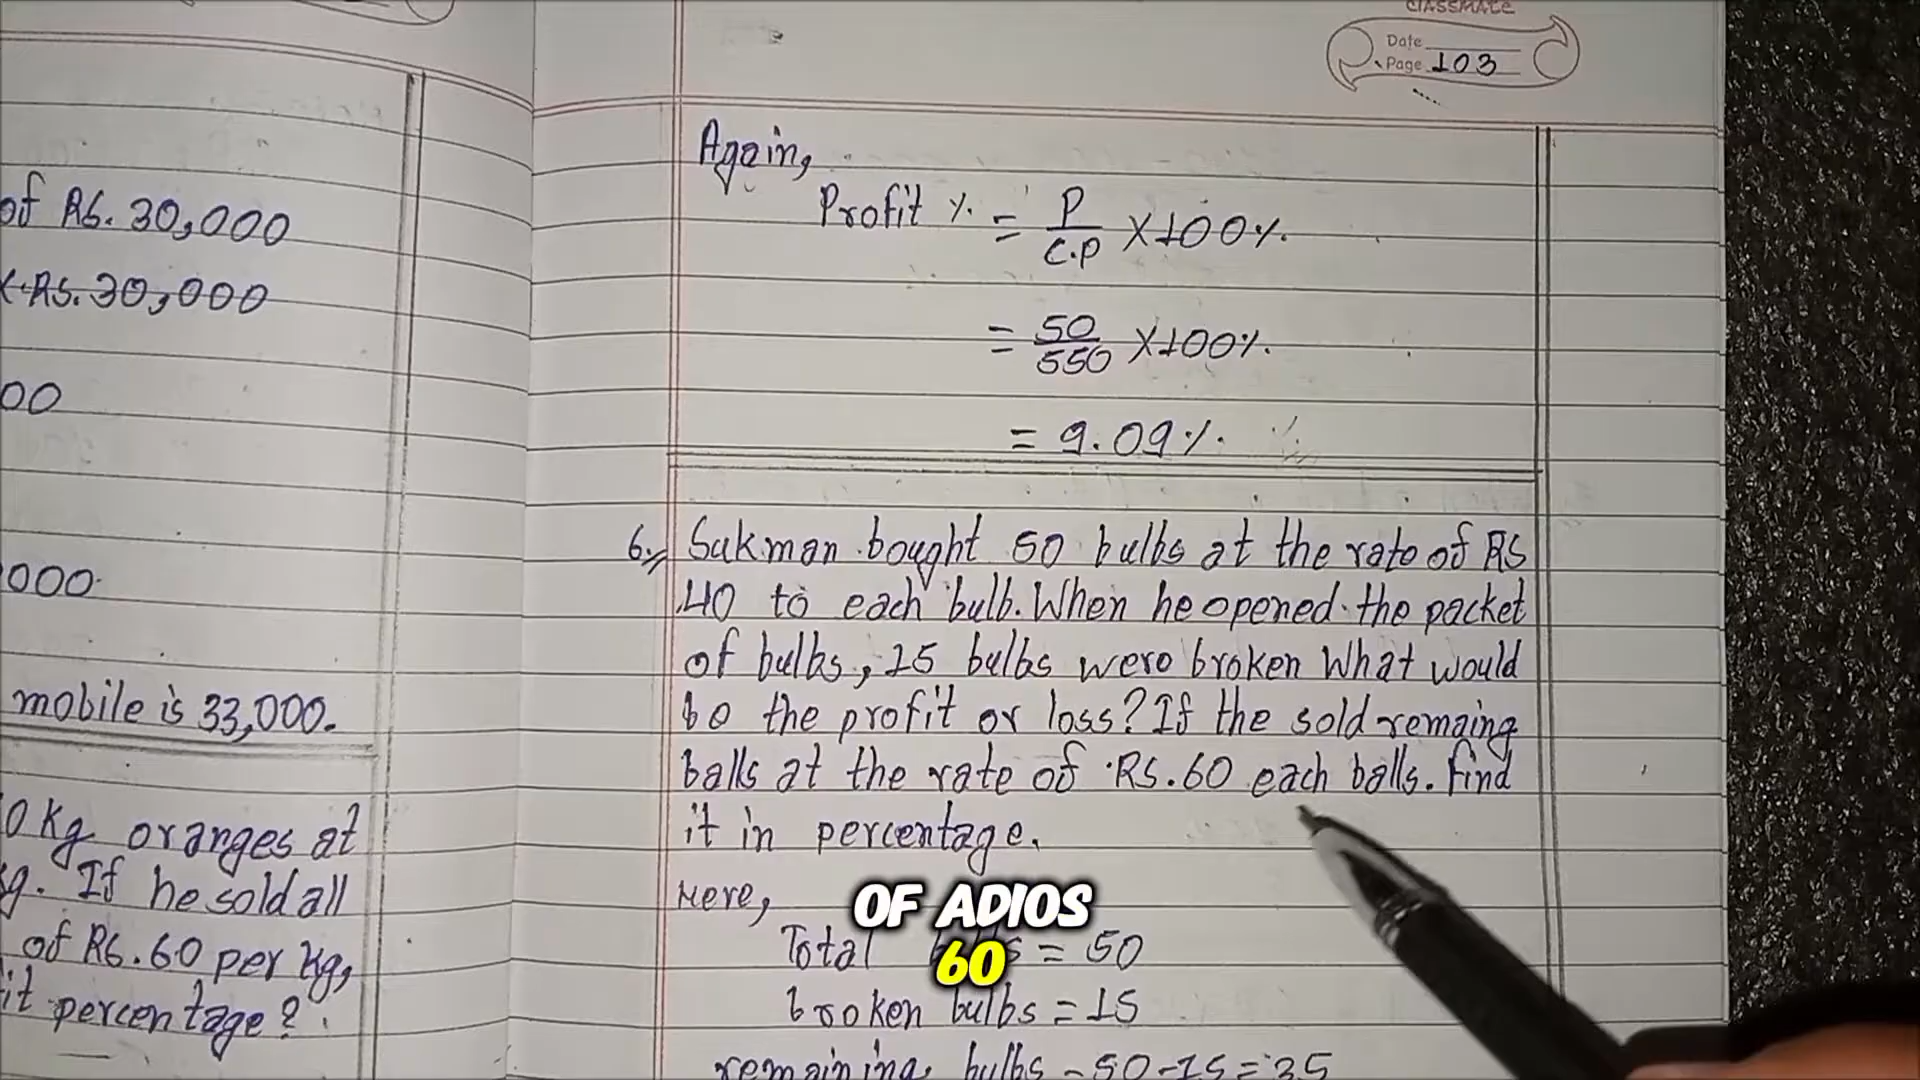 of Rs. 30,000
Rs. 30,000
00
000
mobile is 33,000.
0 Kg oranges at
g. If he sold all
of Rs. 60 per Kg,
it percentage?
CLASSMATE
Date
Page 103
Again,
Profit % = P/C.P X100%
= 50/550 X100%
= 9.09%
6. Sukman bought 50 bulbs at the rate of RS
40 to each bulb. When he opened the packet
of bulbs, 15 bulbs were broken What would
be the profit or loss? If the sold remaing
balls at the rate of RS. 60 each balls. Find
it in percentage.
Here,
OF ADIOS
Total = 50
60
broken bulbs = 15
remaining bulbs = 50-15 = 35